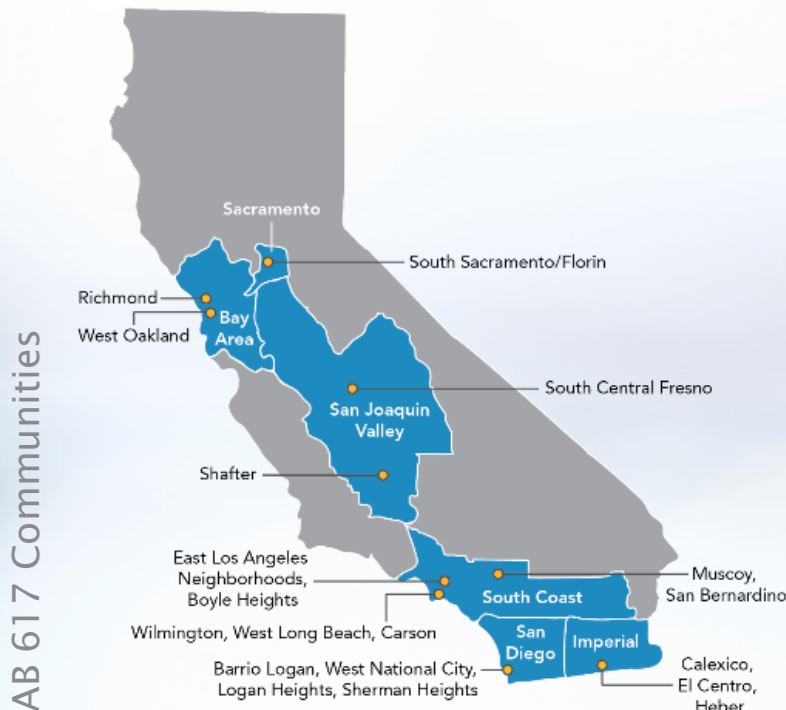 AB 617 Communities
Sacramento
South Sacramento/Florin
Richmond
West Oakland
Bay
Area
South Central Fresno
San Joaquin
Valley
Shafter
East Los Angeles
Neighborhoods,
Boyle Heights
Muscoy,
San Bernardino
South Coast
Wilmington, West Long Beach, Carson
San
Diego
Imperial
Barrio Logan, West National City,
Logan Heights, Sherman Heights
Calexico,
El Centro,
Heber